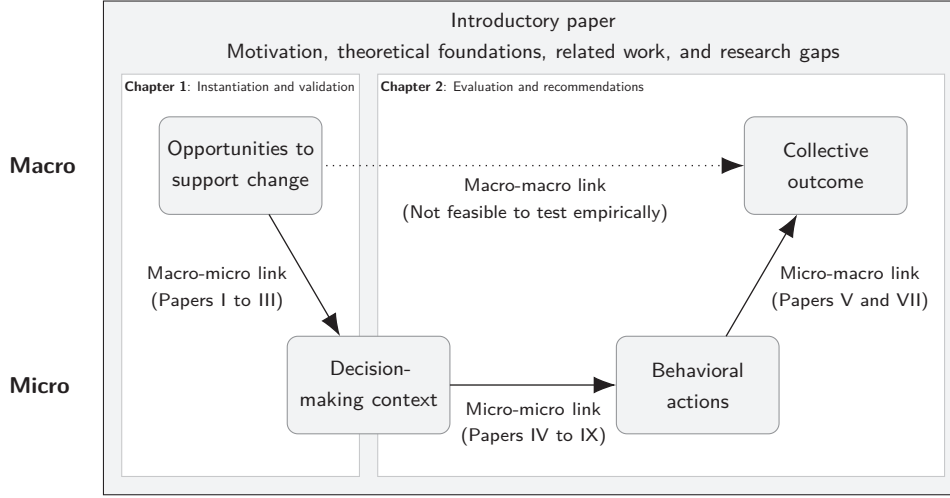 Introductory paper
Motivation, theoretical foundations, related work, and research gaps
Chapter 1: Instantiation and validation
Chapter 2: Evaluation and recommendations
Macro
Opportunities to
support change
Macro-macro link
(Not feasible to test empirically)
Collective
outcome
Macro-micro link
(Papers I to III)
Micro-macro link
(Papers V and VII)
Micro
Decision-
making context
Micro-micro link
(Papers IV to IX)
Behavioral
actions